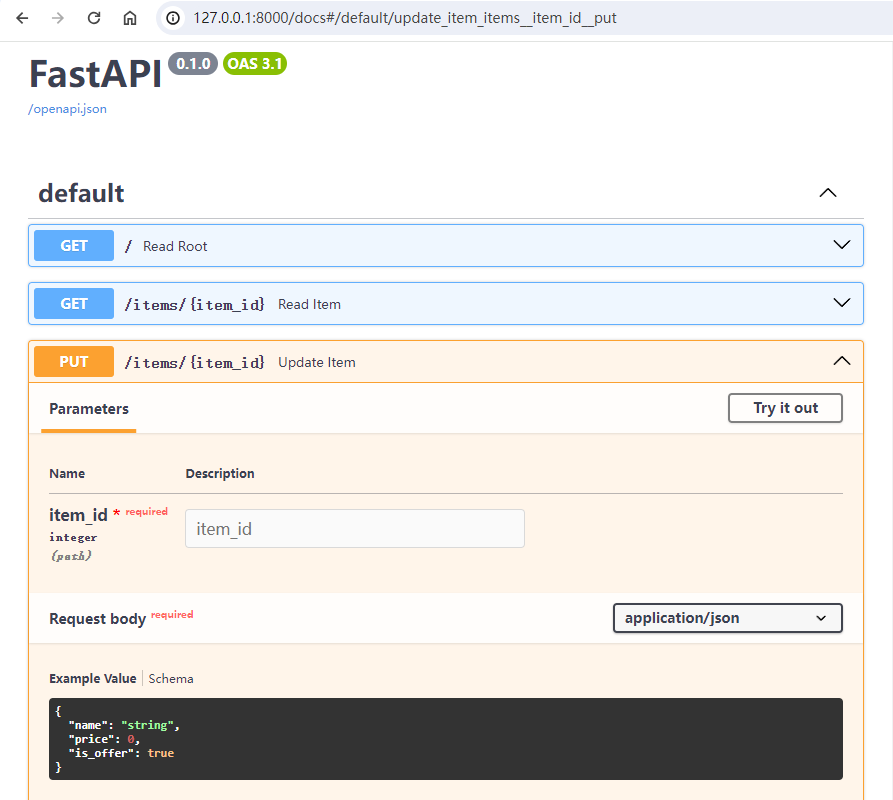 127.0.0.1:8000/docs#/default/update_item_items__item_id__put
FastAPI 0.1.0 OAS 3.1
/openapi.json
default
GET / Read Root
GET /items/{item_id} Read Item
PUT /items/{item_id} Update Item
Parameters Try it out
Name Description
item_id * required item_id
integer
(path)
Request body required application/json
Example Value Schema
{
"name": "string",
"price": 0,
"is_offer": true
}